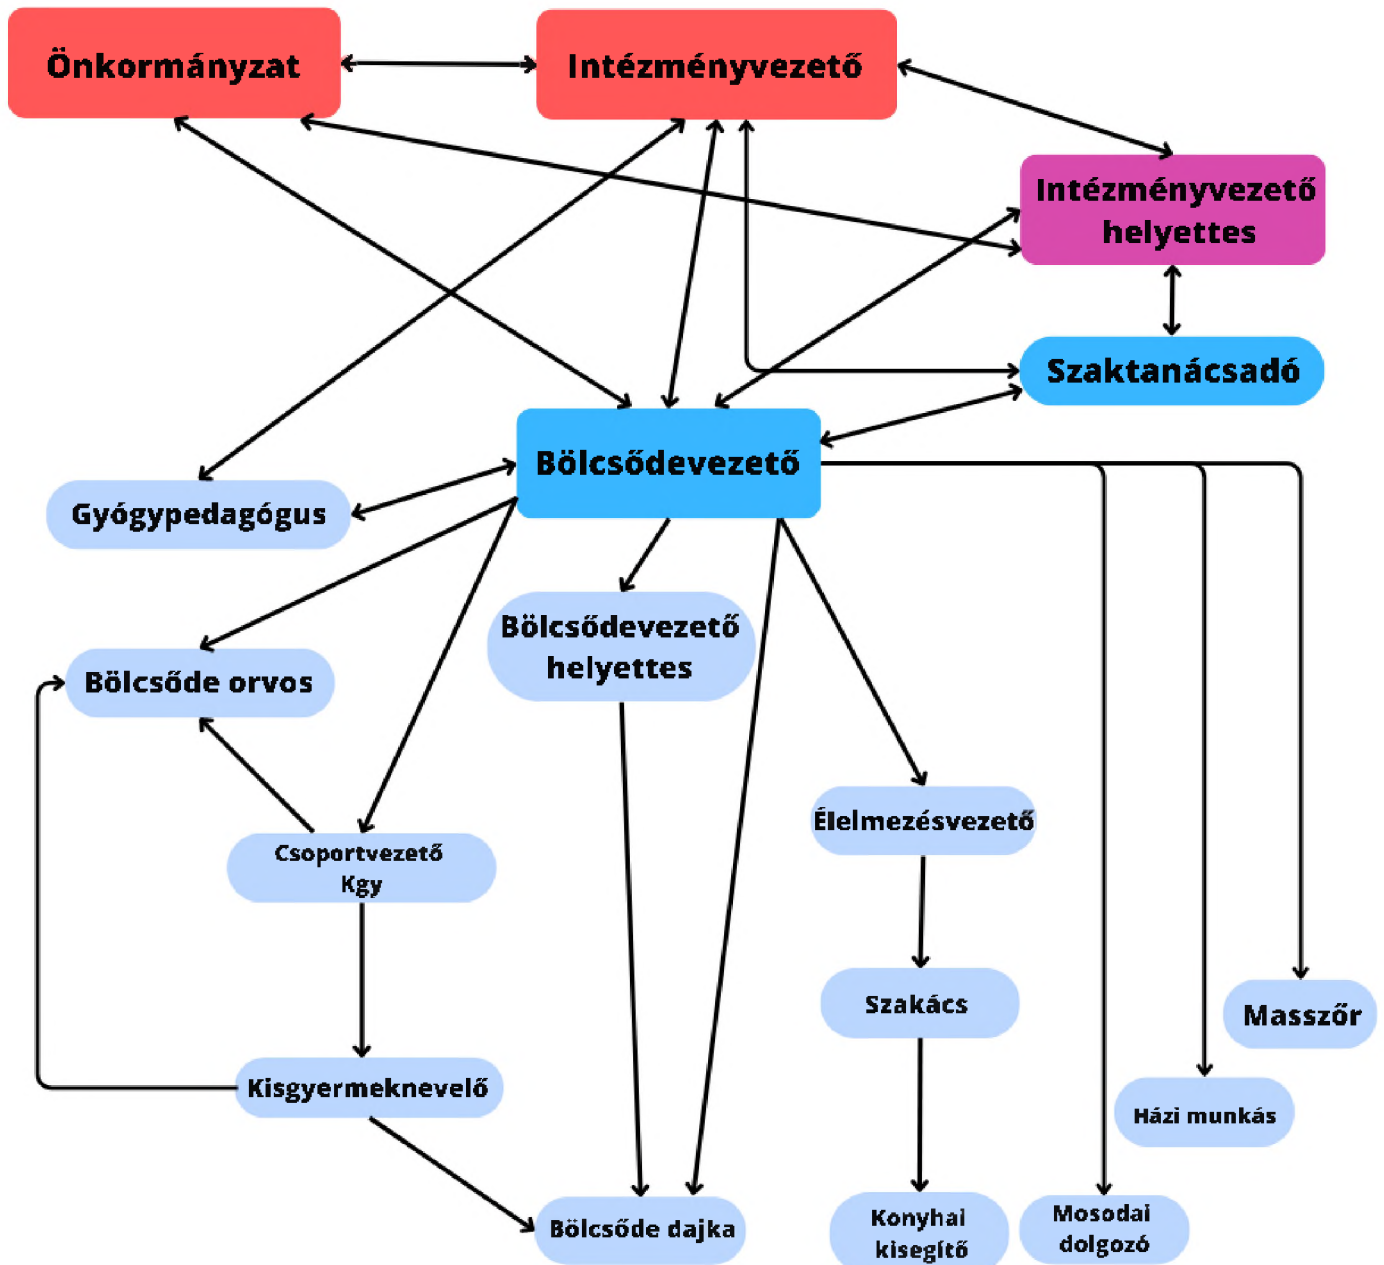 Önkormányzat
Intézményvezető
Intézményvezető
helyettes
Szaktanácsadó
Bölcsődevezető
Gyógypedagógus
Bölcsődevezető
helyettes
Bölcsőde orvos
Élelmezésvezető
Csoportvezető
Kgy
Szakács
Masszőr
Kisgyermeknevelő
Házi munkás
Bölcsőde dajka
Konyhai
kisegítő
Mosodai
dolgozó